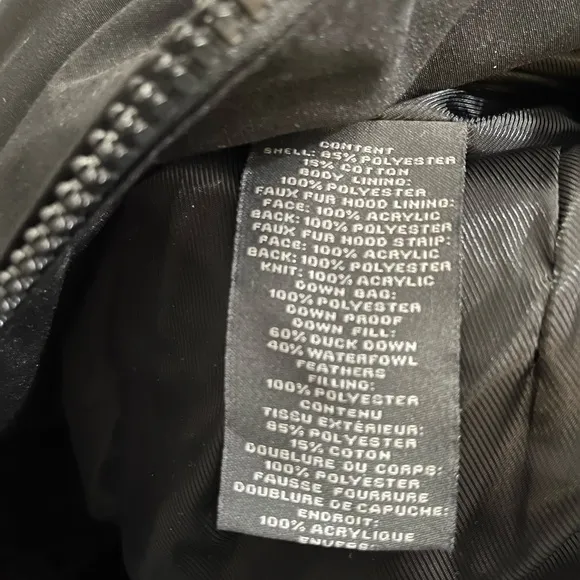 CONTENT
SHELL: 85% POLYESTER
15% COTTON
BODY LINING:
100% POLYESTER
FAUX FUR HOOD LINING:
FACE: 100% ACRYLIC
BACK: 100% POLYESTER
FAUX FUR HOOD STRIP:
FACE: 100% ACRYLIC
BACK: 100% POLYESTER
KNIT: 100% ACRYLIC
DOWN BAG:
100% POLYESTER
DOWN PROOF
DOWN FILL:
60% DUCK DOWN
40% WATERFOWL
FEATHERS
FILLING:
100% POLYESTER
CONTENU
TISSU EXTÉRIEUR:
85% POLYESTER
15% COTON
DOUBLURE DU CORPS:
100% POLYESTER
FAUSSE FOURRURE
DOUBLURE DE CAPUCHE:
ENDROIT:
100% ACRYLIQUE
ENVERS: